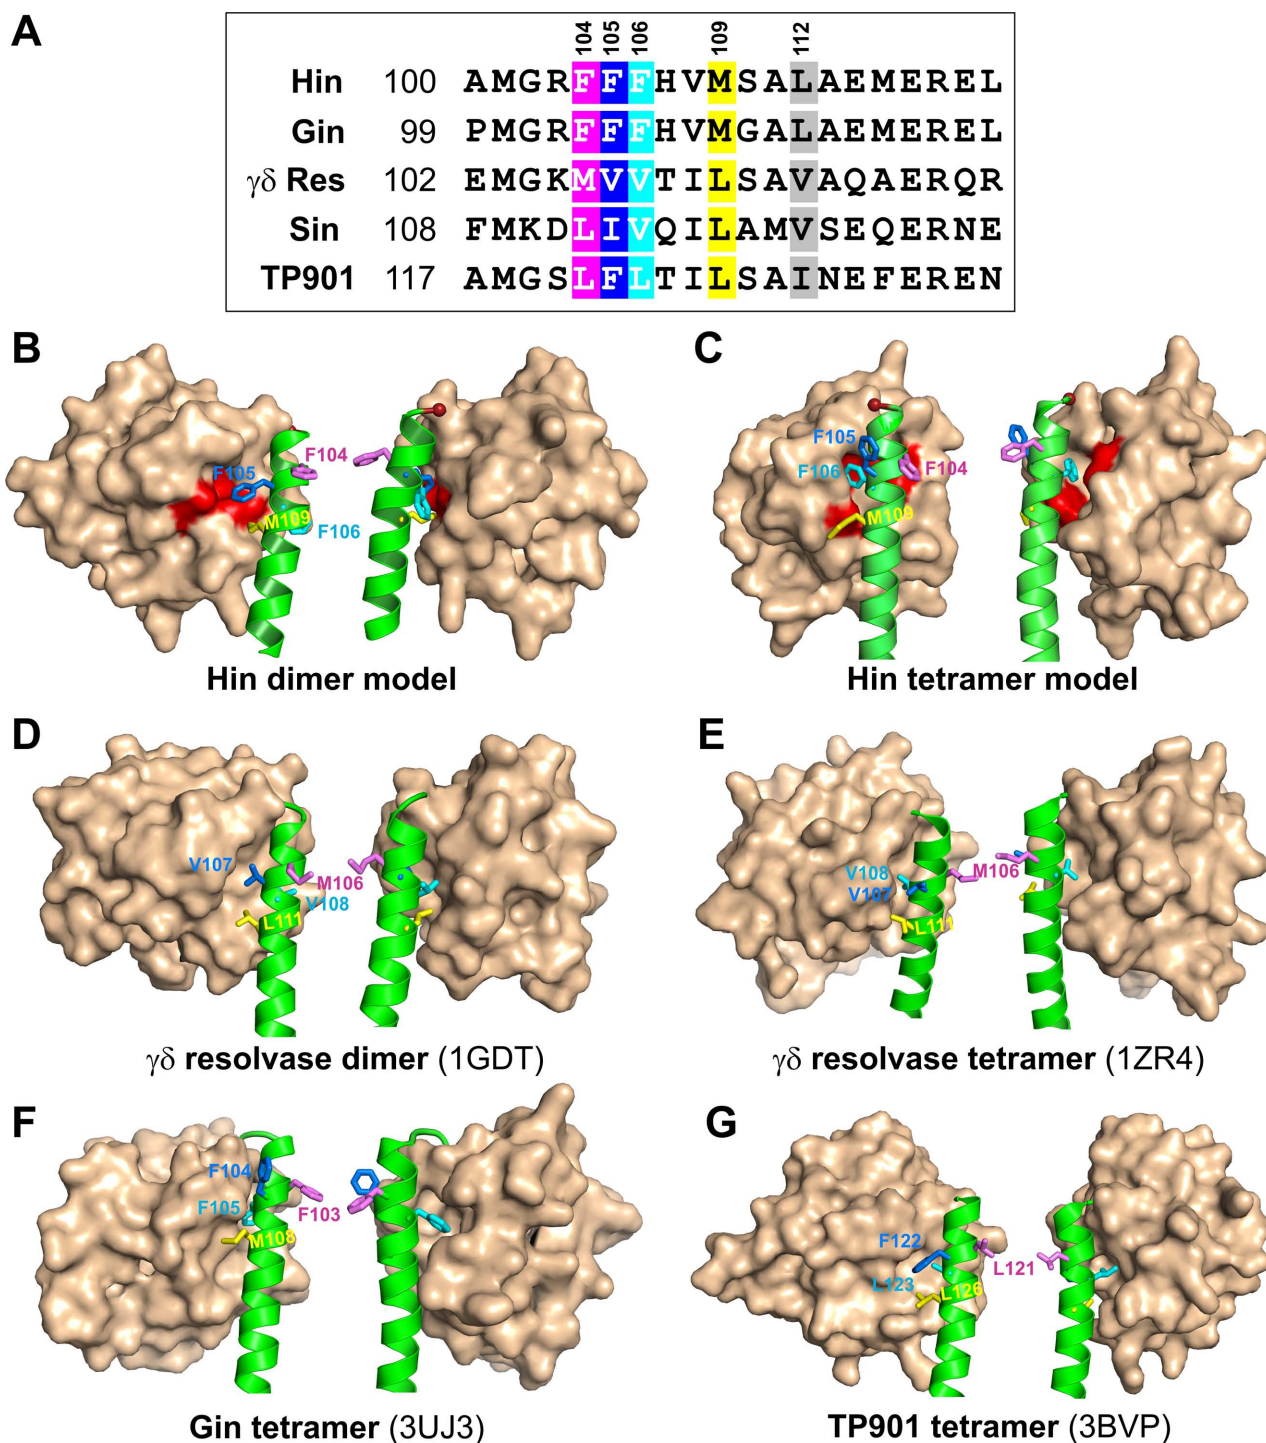 A
104 105 106 109 112
Hin 100 AMGRFFFHVMSALAEMEREL
Gin 99 PMGRFFFHVMGALAEMEREL
γδ Res 102 EMGKMVVTILSAVAQAERQR
Sin 108 FMKDLIVQILAMVSEQERNE
TP901 117 AMGSLFLTILSAINEFEREN
B
F104
F105
M109
F106
Hin dimer model
C
F105
F106
F104
M109
Hin tetramer model
D
V107
M106
V108
L111
γδ resolvase dimer (1GDT)
E
V108
M106
V107
L111
γδ resolvase tetramer (1ZR4)
F
F104
F105
F103
M108
Gin tetramer (3UJ3)
G
F122
L121
L123
L126
TP901 tetramer (3BVP)